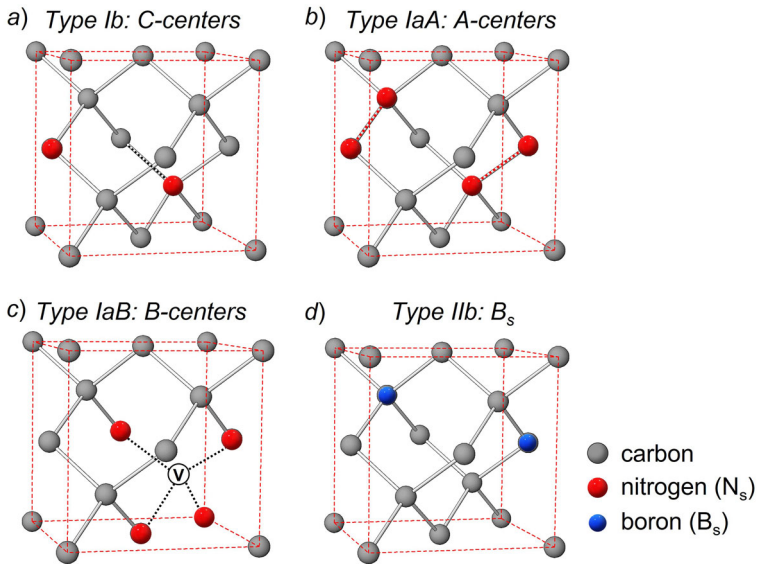 a) Type Ib: C-centers
b) Type IaA: A-centers
c) Type IaB: B-centers
V
d) Type IIb: Bs
carbon
nitrogen (Ns)
boron (Bs)